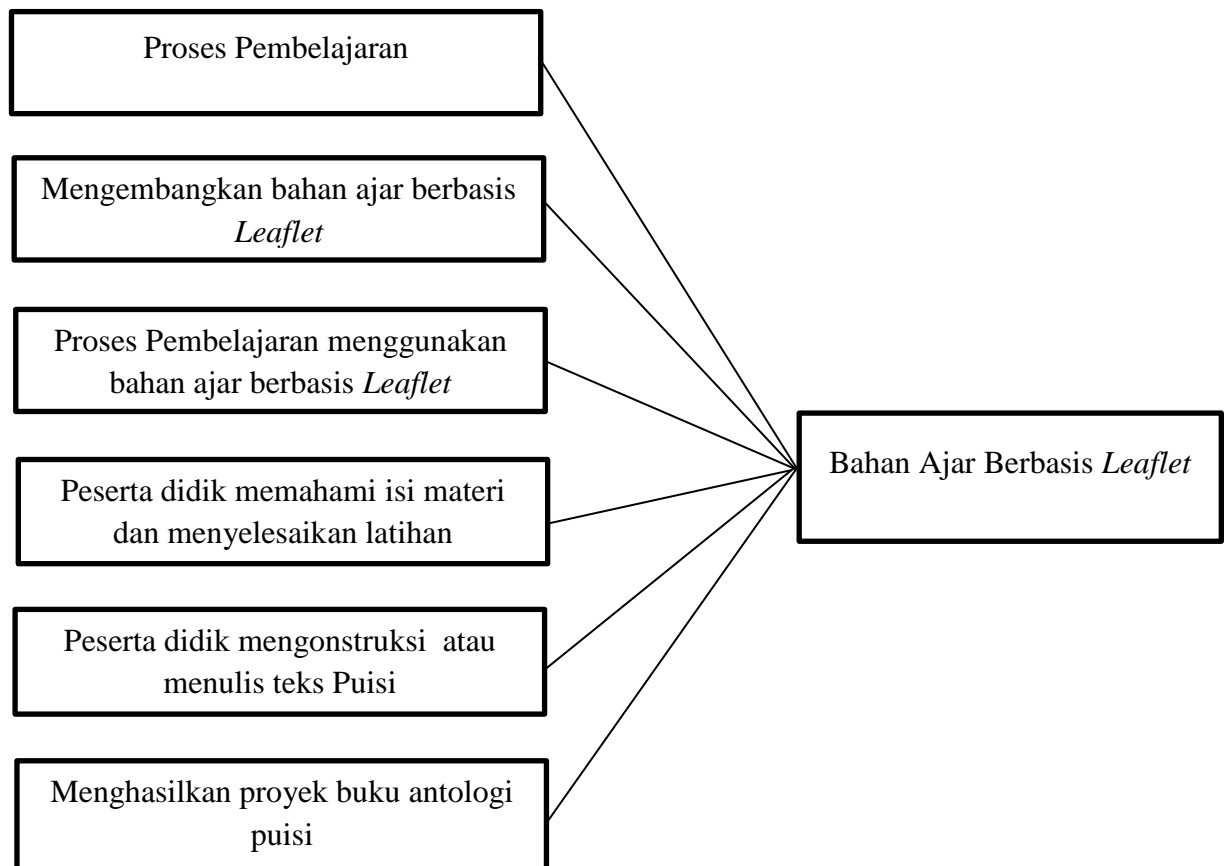 Proses Pembelajaran
Mengembangkan bahan ajar berbasis
Leaflet
Proses Pembelajaran menggunakan
bahan ajar berbasis Leaflet
Peserta didik memahami isi materi
dan menyelesaikan latihan
Peserta didik mengonstruksi atau
menulis teks Puisi
Menghasilkan proyek buku antologi
puisi
Bahan Ajar Berbasis Leaflet